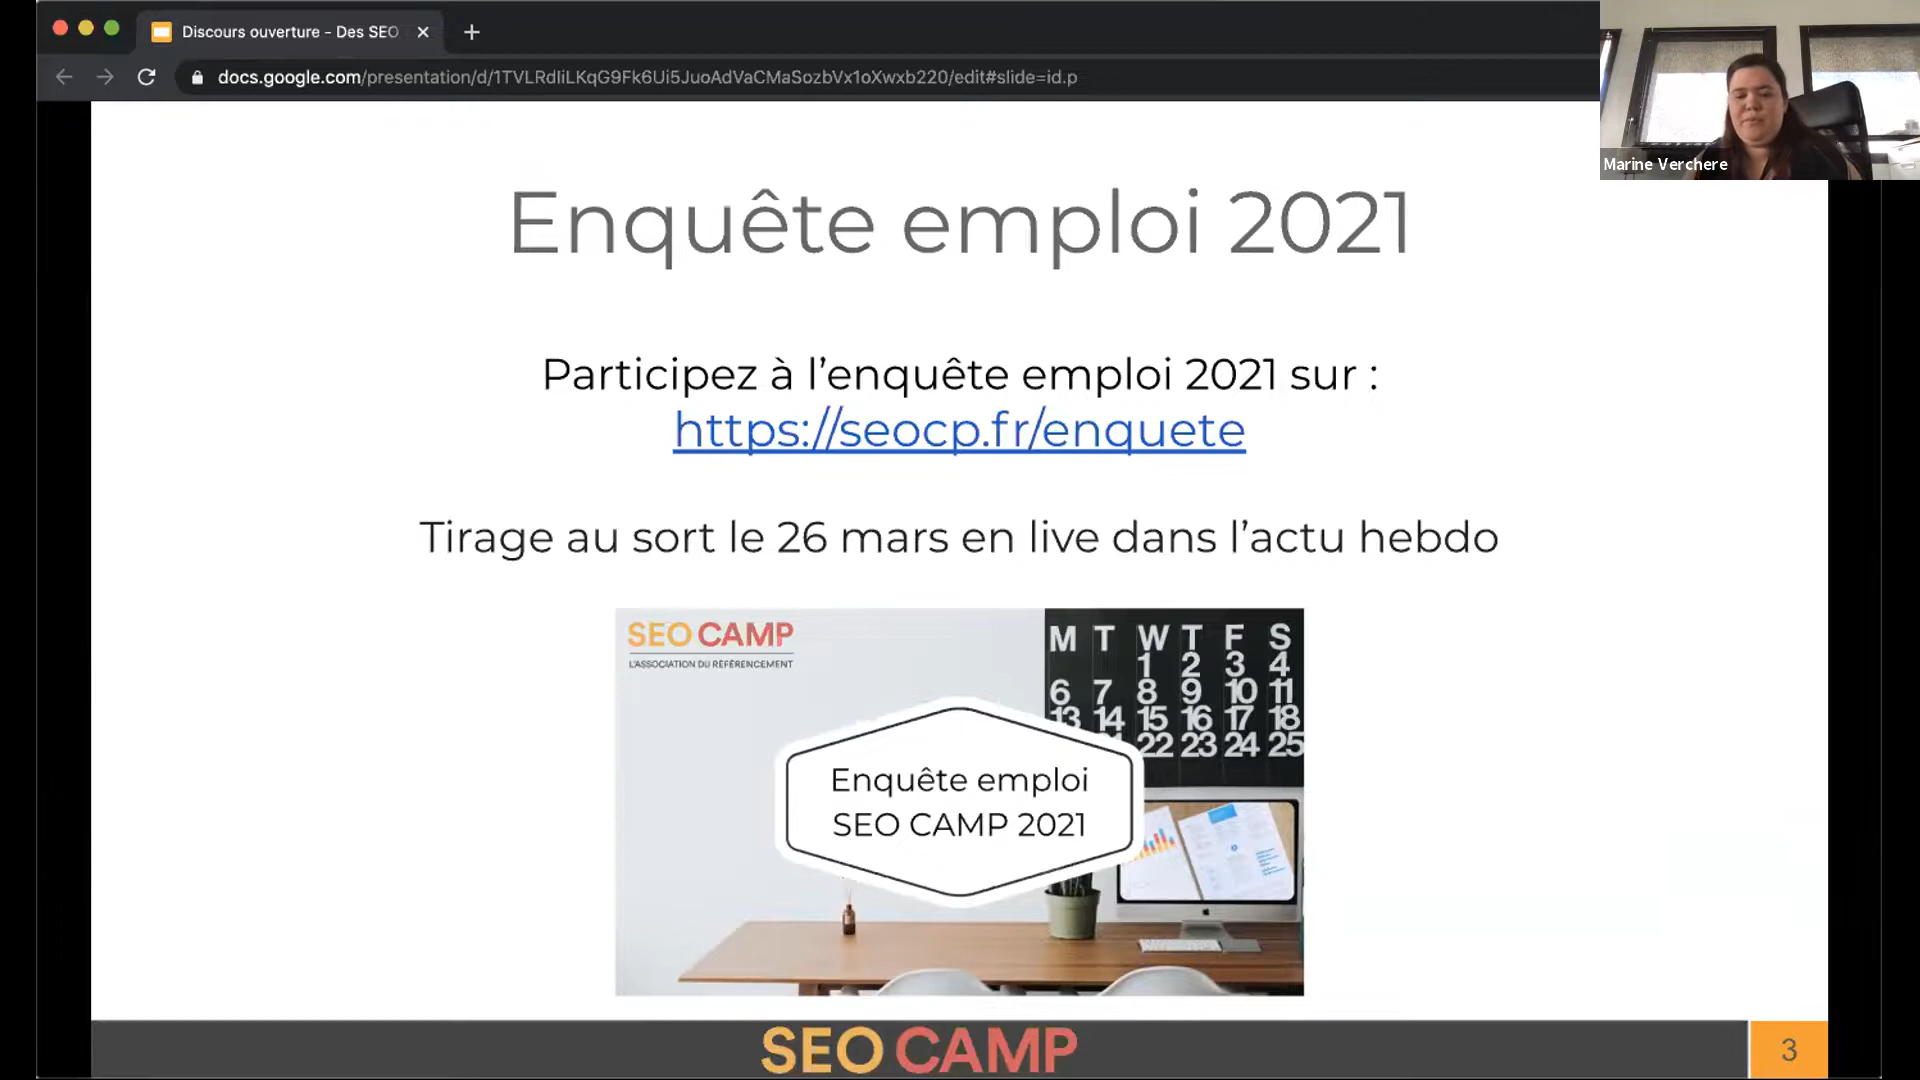 Discours ouverture - Des SEO
docs.google.com/presentation/d/1TVLRdIiLKqG9Fk6Ui5JuoAdVaCMaSozbVx1oXwxb220/edit#slide=id.p
Marine Verchere
Enquête emploi 2021
Participez à l’enquête emploi 2021 sur :
https://seocp.fr/enquete
Tirage au sort le 26 mars en live dans l’actu hebdo
SEO CAMP
L'ASSOCIATION DU RÉFÉRENCEMENT
M T W T F S
1 2 3 4
6 7 8 9 10 11
13 14 15 16 17 18
22 23 24 25
Enquête emploi
SEO CAMP 2021
SEO CAMP
3